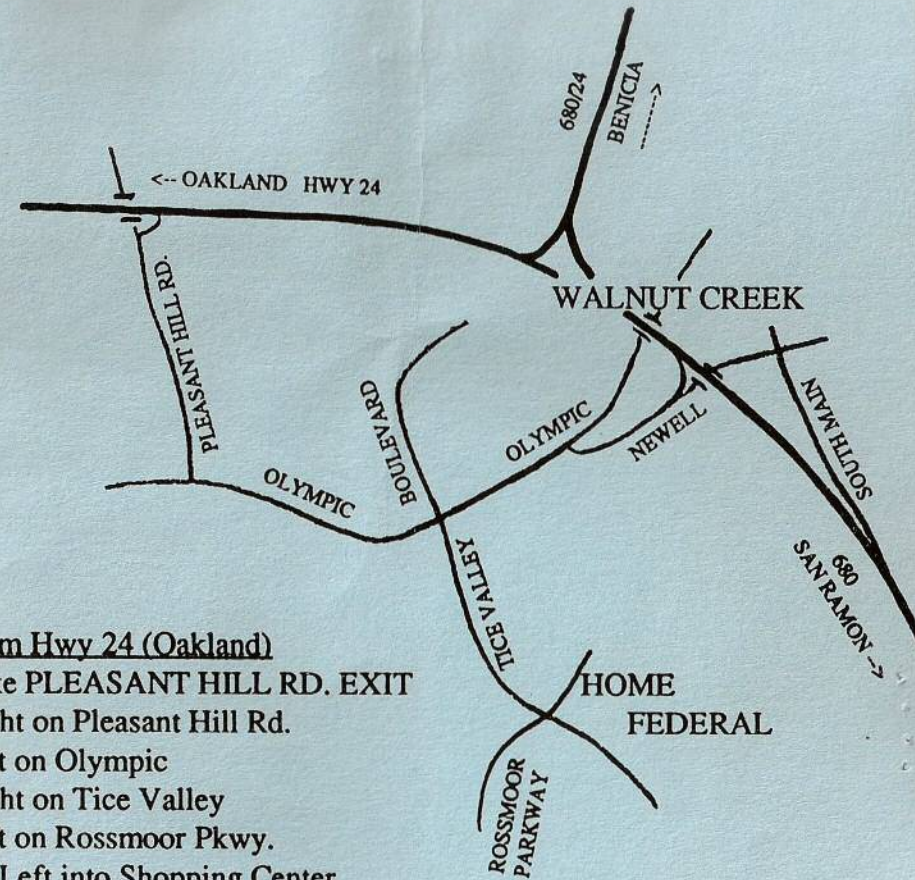 680/24
BENICIA
---->
<-- OAKLAND HWY 24
PLEASANT HILL RD.
WALNUT CREEK
BOULEVARD
OLYMPIC
NEWELL
SOUTH MAIN
OLYMPIC
TICE VALLEY
680
SAN RAMON -->
HOME
FEDERAL
ROSSMOOR
PARKWAY
m Hwy 24 (Oakland)
e PLEASANT HILL RD. EXIT
ht on Pleasant Hill Rd.
t on Olympic
ht on Tice Valley
t on Rossmoor Pkwy.
Left into Shopping Center